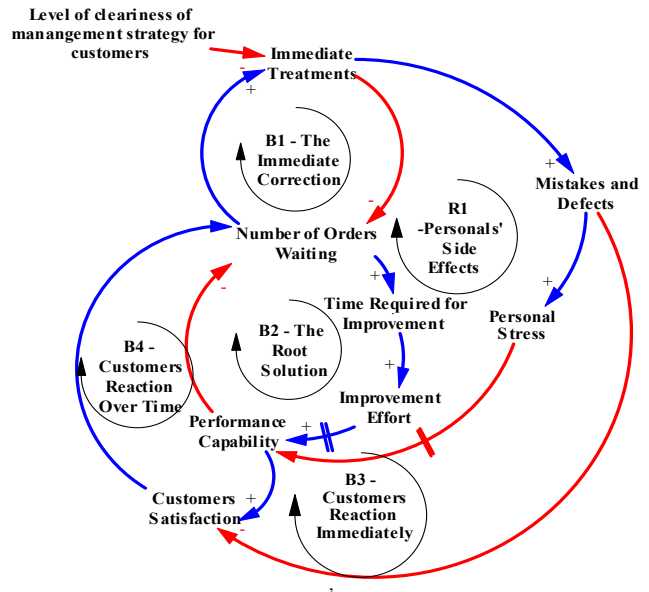 Level of cleariness of
manangement strategy for
customers
-
Immediate
Treatments
+
B1 - The
Immediate
Correction
+
Mistakes and
Defects
-
R1
-Personals'
Side
Effects
Number of Orders
Waiting
-
+
Time Required for
Improvement
+
Personal
Stress
B2 - The
Root
Solution
B4 -
Customers
Reaction
Over Time
+
Improvement
Effort
Performance
Capability
+
B3 -
Customers
Reaction
Immediately
Customers
Satisfaction
+
-
,